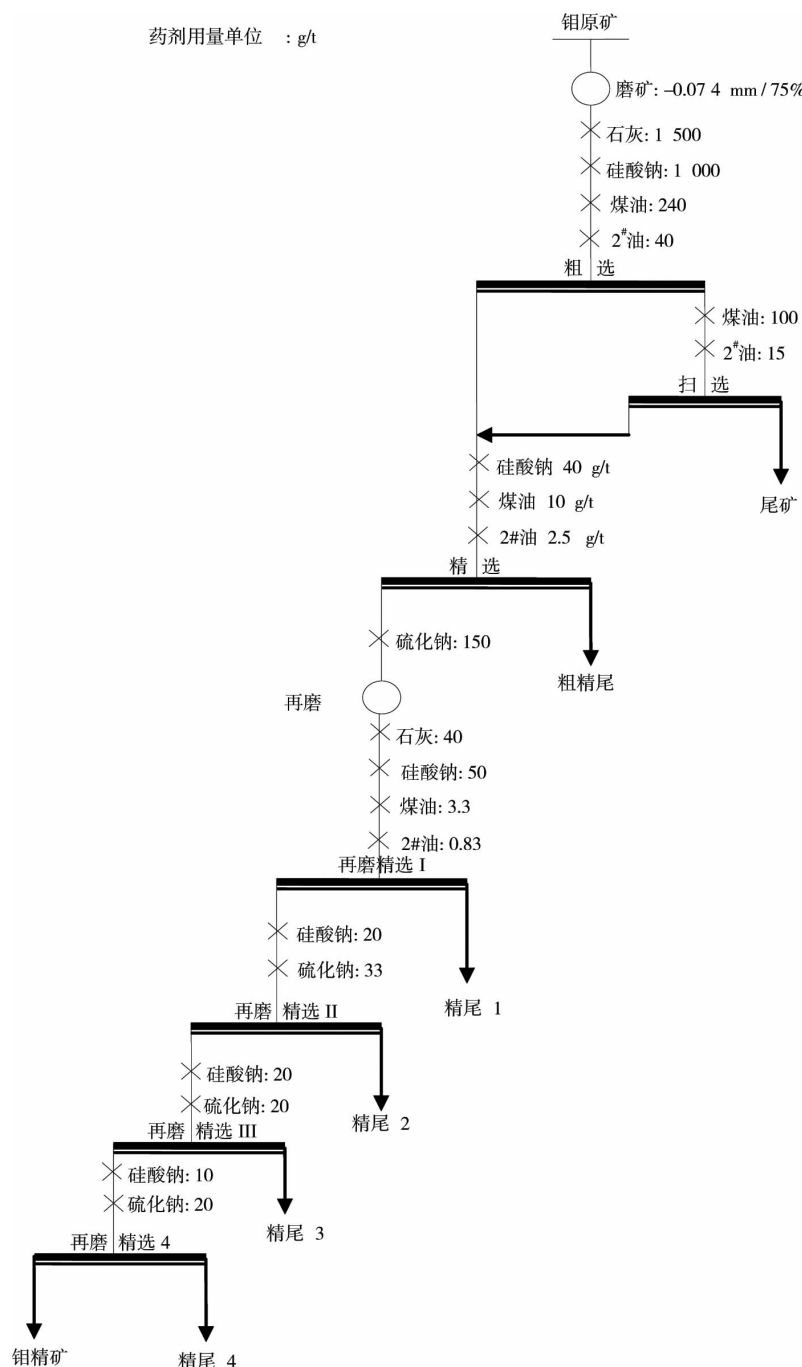 药剂用量单位 : g/t
钼原矿
磨矿: –0.07 4 mm / 75%
石灰: 1 500
硅酸钠: 1 000
煤油: 240
2#油: 40
粗 选
煤油: 100
2#油: 15
扫 选
硅酸钠 40 g/t
煤油 10 g/t
2#油 2.5 g/t
尾矿
精 选
硫化钠: 150
粗精尾
再磨
石灰: 40
硅酸钠: 50
煤油: 3.3
2#油: 0.83
再磨精选 I
硅酸钠: 20
硫化钠: 33
精尾 1
再磨 精选 II
硅酸钠: 20
硫化钠: 20
精尾 2
再磨 精选 III
硅酸钠: 10
硫化钠: 20
精尾 3
再磨 精选 4
钼精矿
精尾 4